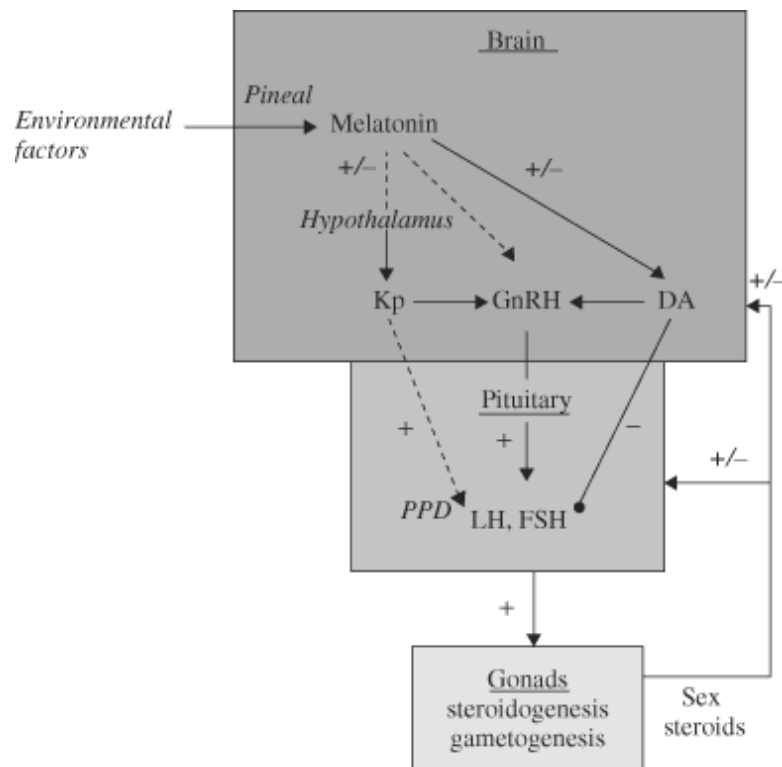 Brain
Pineal
Environmental
factors
Melatonin
+/–
+/–
Hypothalamus
+/–
Kp
GnRH
DA
Pituitary
+
+
–
+/–
PPD
LH, FSH
+
Gonads
steroidogenesis
gametogenesis
Sex
steroids